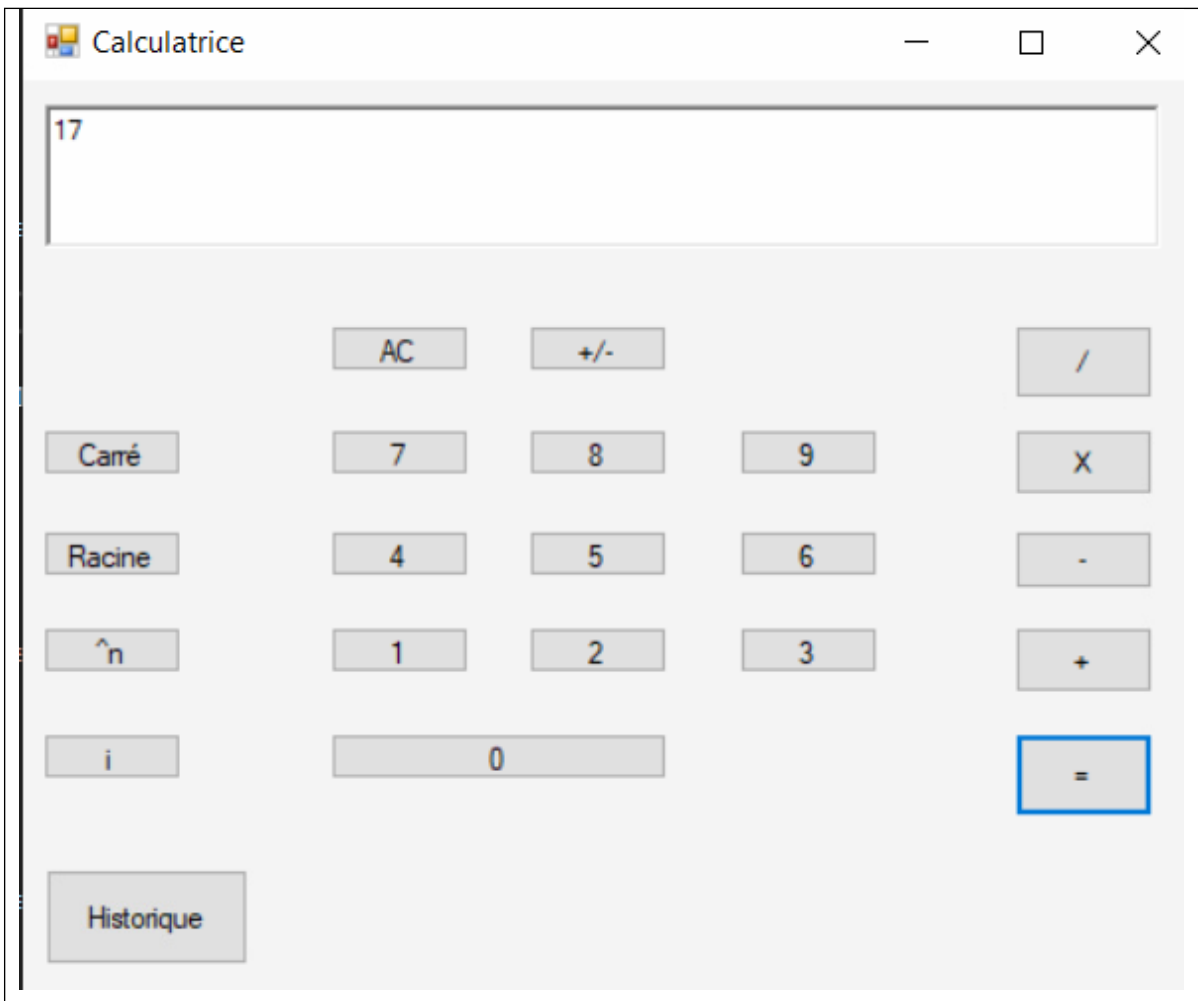 Calculatrice
17
AC +/- /
Carré 7 8 9 X
Racine 4 5 6 -
^n 1 2 3 +
i 0 =
Historique